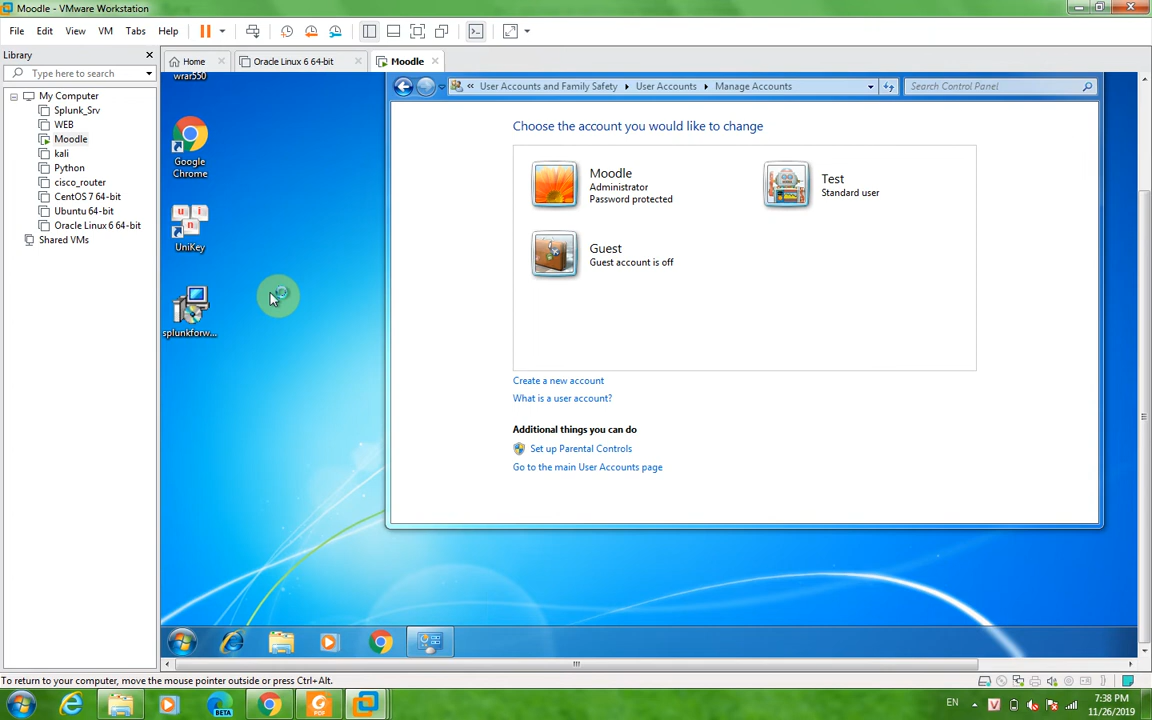 Moodle - VMware Workstation
File Edit View VM Tabs Help
Library
Type here to search
My Computer
Splunk_Srv
WEB
Moodle
kali
Python
cisco_router
CentOS 7 64-bit
Ubuntu 64-bit
Oracle Linux 6 64-bit
Shared VMs
Home
Oracle Linux 6 64-bit
Moodle
wrar550
Google
Chrome
UniKey
splunkforw...
« User Accounts and Family Safety User Accounts Manage Accounts
Search Control Panel
Choose the account you would like to change
Moodle
Administrator
Password protected
Test
Standard user
Guest
Guest account is off
Create a new account
What is a user account?
Additional things you can do
Set up Parental Controls
Go to the main User Accounts page
To return to your computer, move the mouse pointer outside or press Ctrl+Alt.
BETA
PDF
EN
V
7:38 PM
11/26/2019